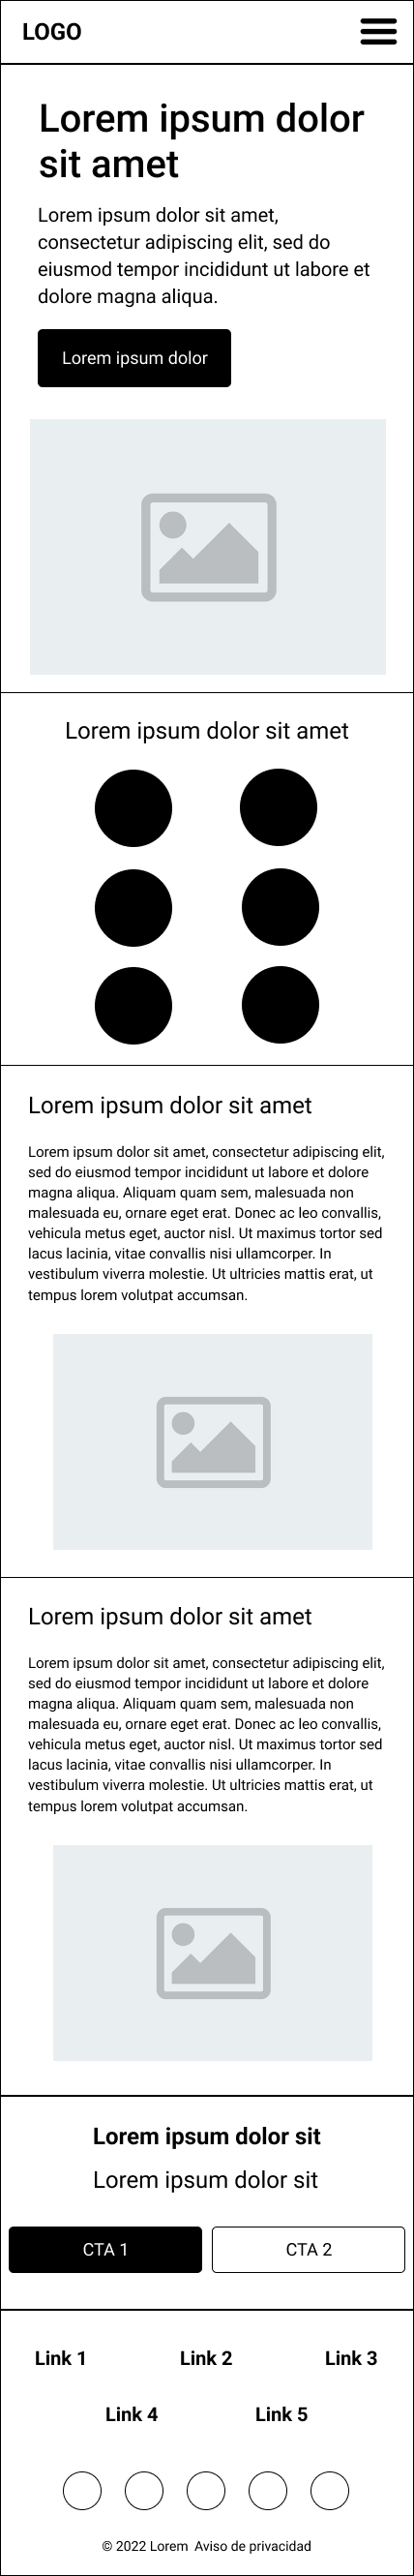 LOGO
Lorem ipsum dolor
sit amet
Lorem ipsum dolor sit amet,
consectetur adipiscing elit, sed do
eiusmod tempor incididunt ut labore et
dolore magna aliqua.
Lorem ipsum dolor
Lorem ipsum dolor sit amet
Lorem ipsum dolor sit amet
Lorem ipsum dolor sit amet, consectetur adipiscing elit,
sed do eiusmod tempor incididunt ut labore et dolore
magna aliqua. Aliquam quam sem, malesuada non
malesuada eu, ornare eget erat. Donec ac leo convallis,
vehicula metus eget, auctor nisl. Ut maximus tortor sed
lacus lacinia, vitae convallis nisi ullamcorper. In
vestibulum viverra molestie. Ut ultricies mattis erat, ut
tempus lorem volutpat accumsan.
Lorem ipsum dolor sit amet
Lorem ipsum dolor sit amet, consectetur adipiscing elit,
sed do eiusmod tempor incididunt ut labore et dolore
magna aliqua. Aliquam quam sem, malesuada non
malesuada eu, ornare eget erat. Donec ac leo convallis,
vehicula metus eget, auctor nisl. Ut maximus tortor sed
lacus lacinia, vitae convallis nisi ullamcorper. In
vestibulum viverra molestie. Ut ultricies mattis erat, ut
tempus lorem volutpat accumsan.
Lorem ipsum dolor sit
Lorem ipsum dolor sit
CTA 1 CTA 2
Link 1 Link 2 Link 3
Link 4 Link 5
© 2022 Lorem  Aviso de privacidad